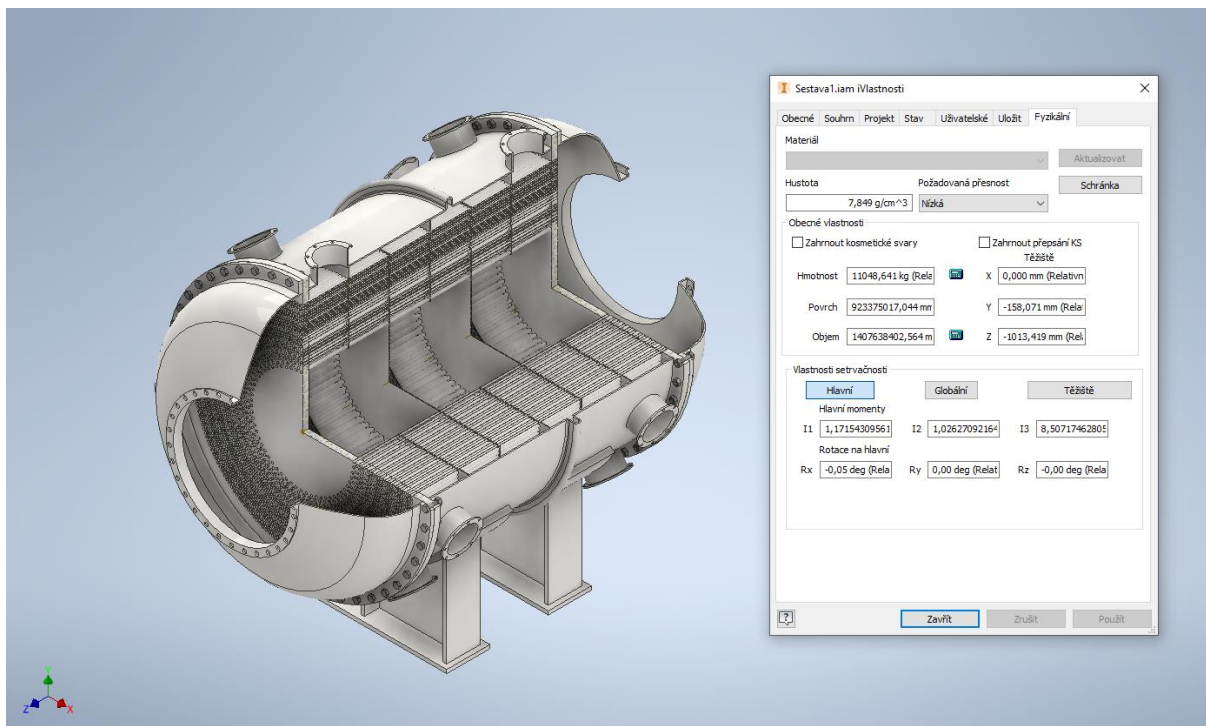 Sestava1.iam iVlastnosti
Obecné Souhrn Projekt Stav Uživatelské Uložit Fyzikální
Materiál
Aktualizovat
Hustota Požadovaná přesnost Schránka
7,849 g/cm^3 Nízká
Obecné vlastnosti
Zahrnout kosmetické svary Zahrnout přepsání KS
Těžiště
Hmotnost 11048,641 kg (Rela X 0,000 mm (Relativn
Povrch 923375017,044 mm Y -158,071 mm (Rela
Objem 1407638402,564 m Z -1013,419 mm (Rel
Vlastnosti setrvačnosti
Hlavní Globální Těžiště
Hlavní momenty
I1 1,17154309561 I2 1,02627092164 I3 8,50717462805
Rotace na hlavní
Rx -0,05 deg (Rela Ry 0,00 deg (Relat Rz -0,00 deg (Rela
Zavřít Zrušit Použít
Y
Z X